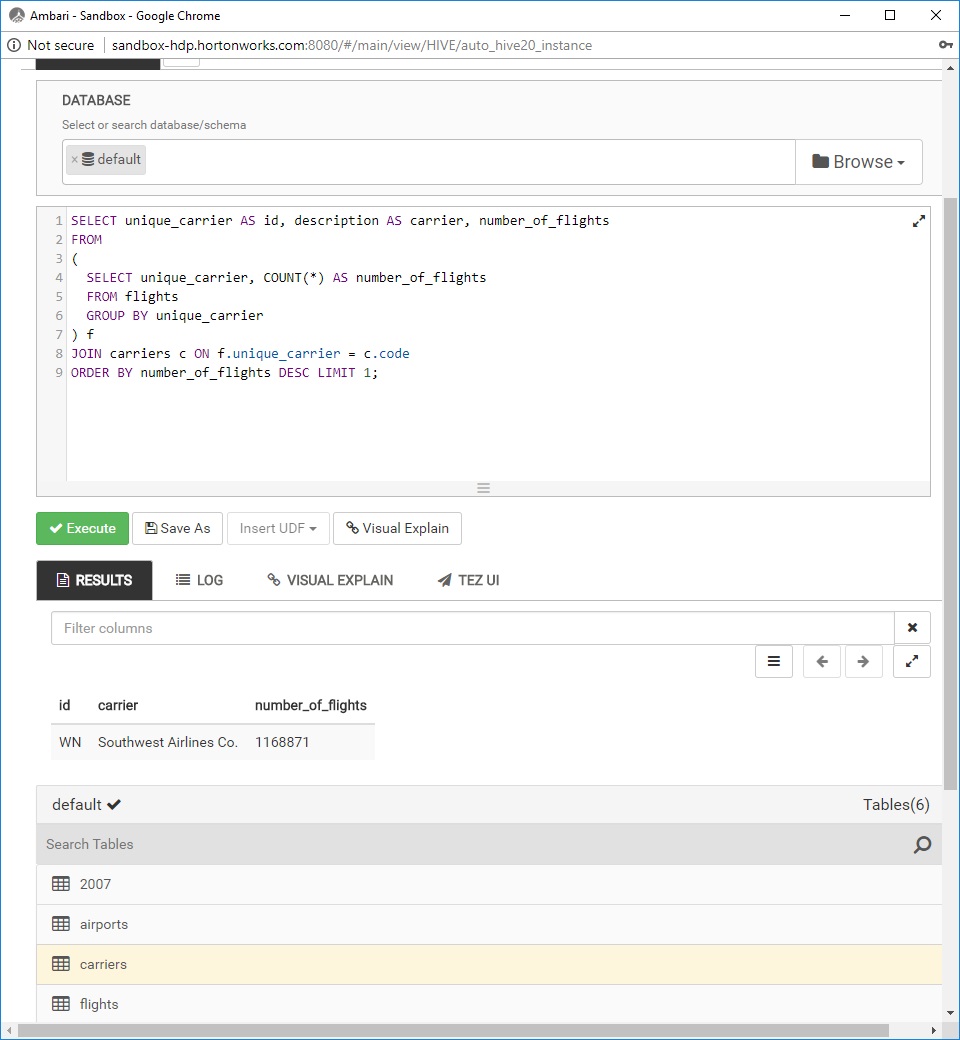 Ambari - Sandbox - Google Chrome
Not secure | sandbox-hdp.hortonworks.com:8080/#/main/view/HIVE/auto_hive20_instance
DATABASE
Select or search database/schema
× default
Browse
1 SELECT unique_carrier AS id, description AS carrier, number_of_flights
2 FROM
3 (
4   SELECT unique_carrier, COUNT(*) AS number_of_flights
5   FROM flights
6   GROUP BY unique_carrier
7 ) f
8 JOIN carriers c ON f.unique_carrier = c.code
9 ORDER BY number_of_flights DESC LIMIT 1;
Execute Save As Insert UDF Visual Explain
RESULTS LOG VISUAL EXPLAIN TEZ UI
Filter columns
id carrier number_of_flights
WN Southwest Airlines Co. 1168871
default Tables(6)
Search Tables
2007
airports
carriers
flights